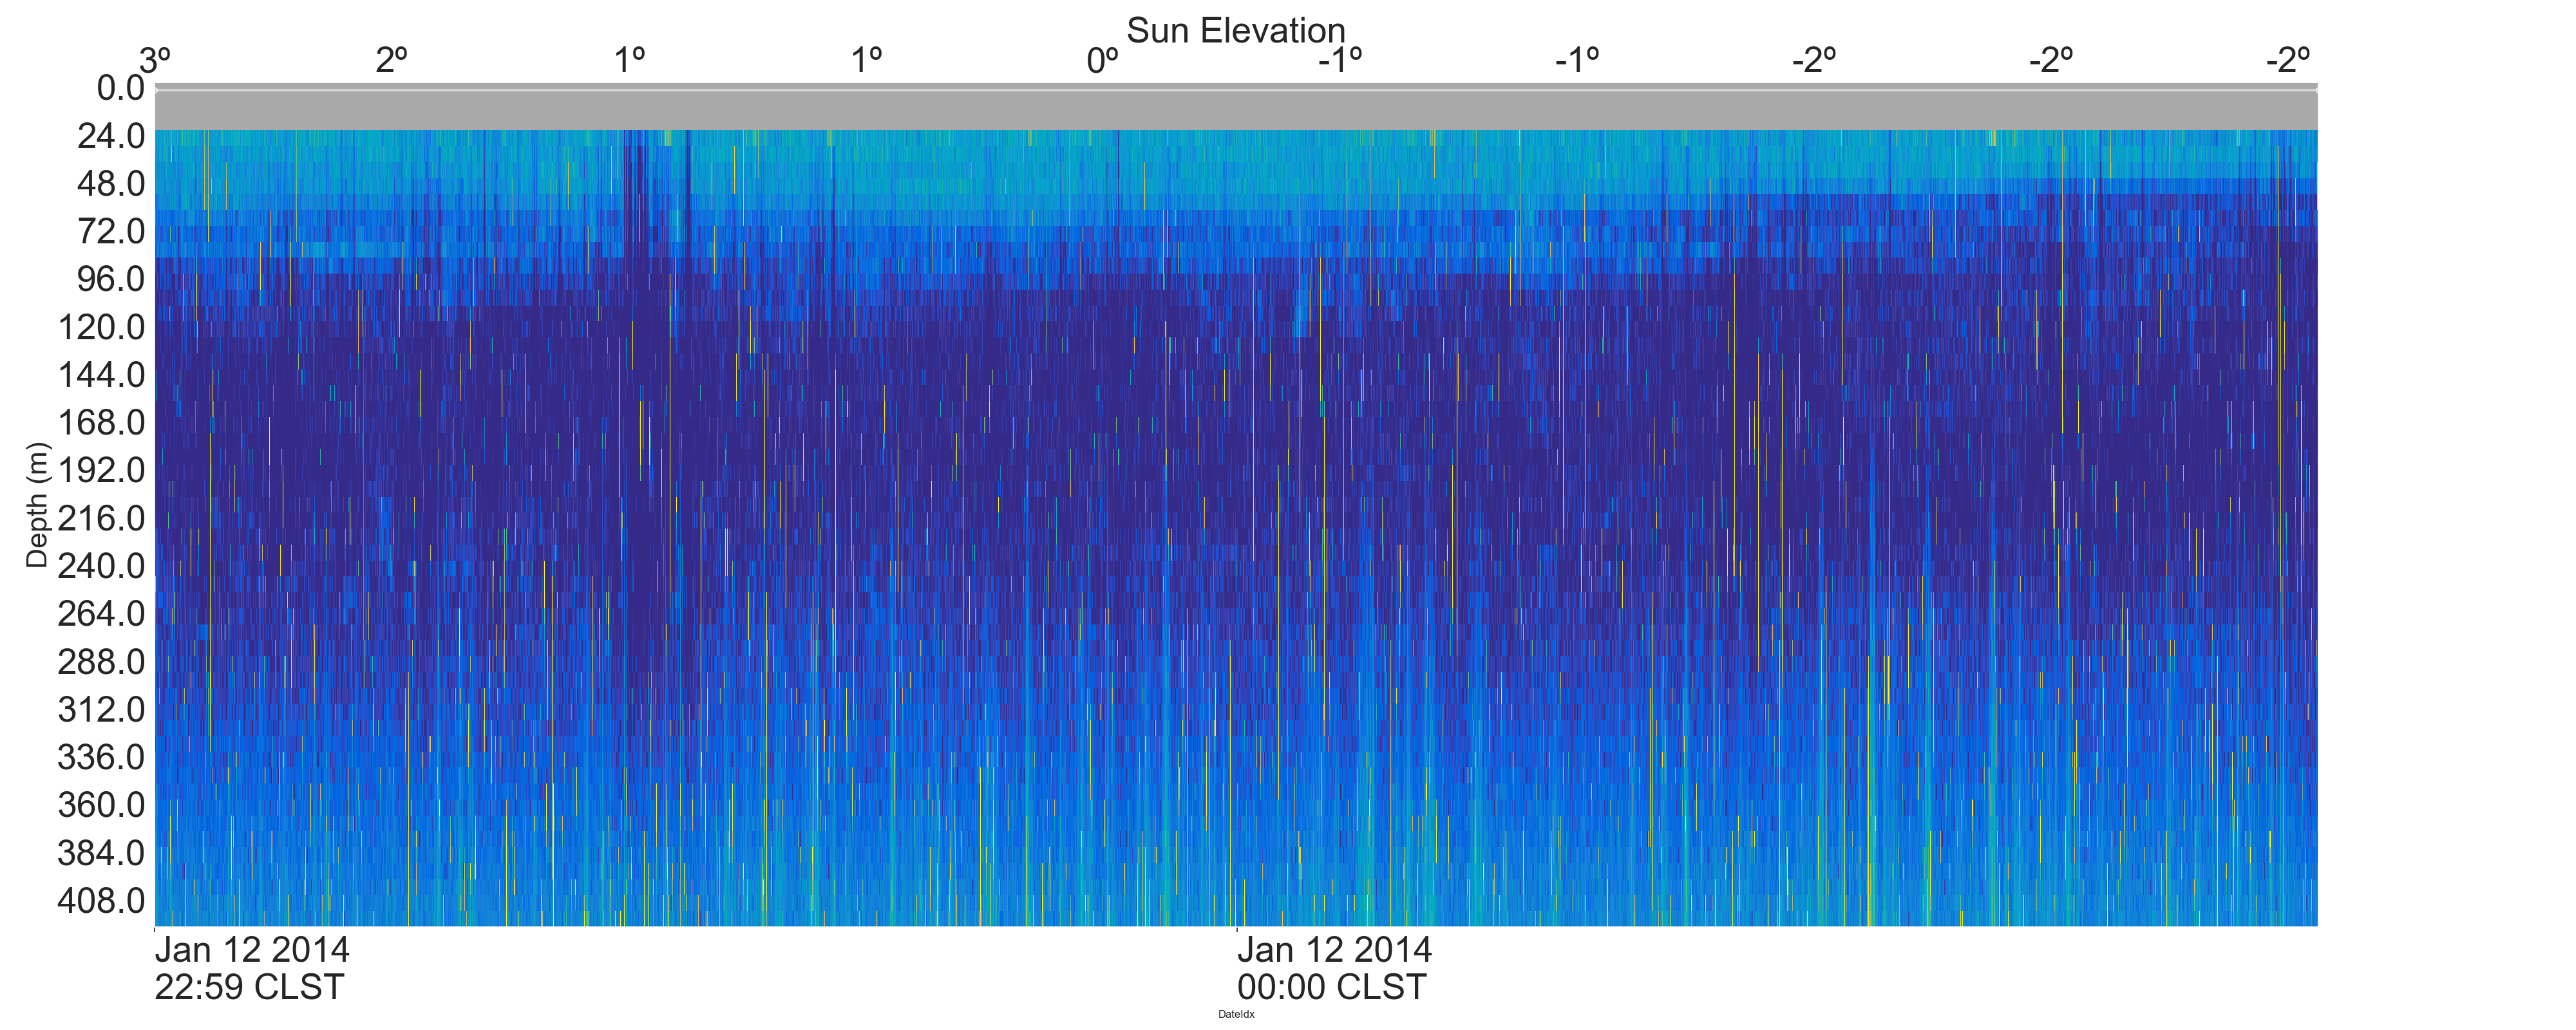 Sun Elevation
3º 2º 1º 1º 0º -1º -1º -2º -2º -2º
0.0
24.0
48.0
72.0
96.0
120.0
144.0
168.0
192.0
216.0
240.0
264.0
288.0
312.0
336.0
360.0
384.0
408.0
Depth (m)
Jan 12 2014
22:59 CLST
Jan 12 2014
00:00 CLST
DateIdx